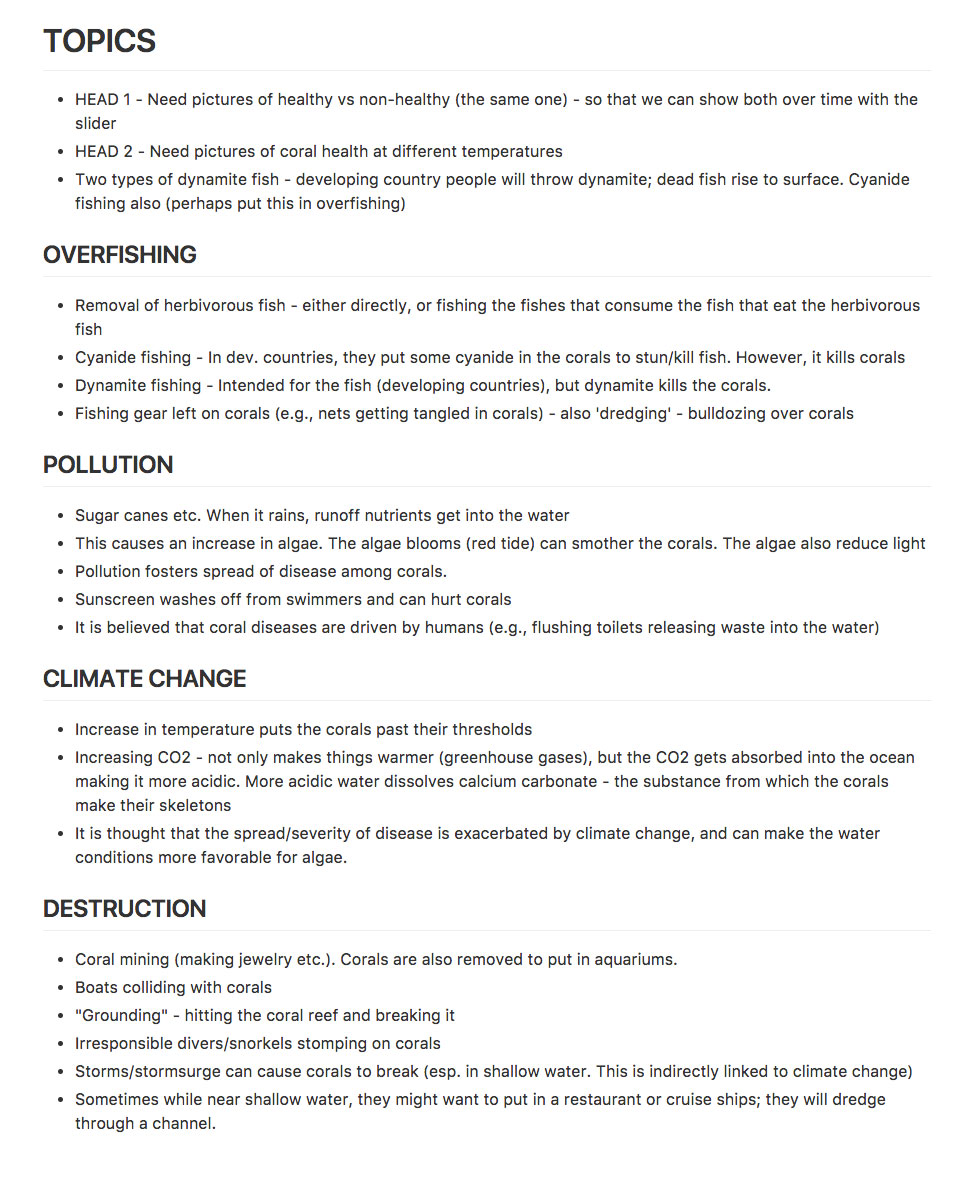 TOPICS
• HEAD 1 - Need pictures of healthy vs non-healthy (the same one) - so that we can show both over time with the
slider
• HEAD 2 - Need pictures of coral health at different temperatures
• Two types of dynamite fish - developing country people will throw dynamite; dead fish rise to surface. Cyanide
fishing also (perhaps put this in overfishing)
OVERFISHING
• Removal of herbivorous fish - either directly, or fishing the fishes that consume the fish that eat the herbivorous
fish
• Cyanide fishing - In dev. countries, they put some cyanide in the corals to stun/kill fish. However, it kills corals
• Dynamite fishing - Intended for the fish (developing countries), but dynamite kills the corals.
• Fishing gear left on corals (e.g., nets getting tangled in corals) - also 'dredging' - bulldozing over corals
POLLUTION
• Sugar canes etc. When it rains, runoff nutrients get into the water
• This causes an increase in algae. The algae blooms (red tide) can smother the corals. The algae also reduce light
• Pollution fosters spread of disease among corals.
• Sunscreen washes off from swimmers and can hurt corals
• It is believed that coral diseases are driven by humans (e.g., flushing toilets releasing waste into the water)
CLIMATE CHANGE
• Increase in temperature puts the corals past their thresholds
• Increasing CO2 - not only makes things warmer (greenhouse gases), but the CO2 gets absorbed into the ocean
making it more acidic. More acidic water dissolves calcium carbonate - the substance from which the corals
make their skeletons
• It is thought that the spread/severity of disease is exacerbated by climate change, and can make the water
conditions more favorable for algae.
DESTRUCTION
• Coral mining (making jewelry etc.). Corals are also removed to put in aquariums.
• Boats colliding with corals
• "Grounding" - hitting the coral reef and breaking it
• Irresponsible divers/snorkels stomping on corals
• Storms/stormsurge can cause corals to break (esp. in shallow water. This is indirectly linked to climate change)
• Sometimes while near shallow water, they might want to put in a restaurant or cruise ships; they will dredge
through a channel.